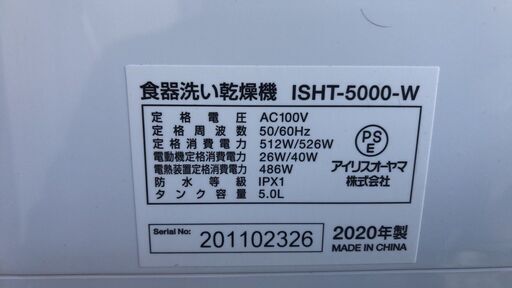 食器洗い乾燥機 ISHT-5000-W
定格電圧 AC100V
定格周波数 50/60Hz
定格消費電力 512W/526W
電動機定格消費電力 26W/40W
電熱装置定格消費電力 486W
防水等級 IPX1
タンク容量 5.0L
PS
E
アイリスオーヤマ
株式会社
Serial No: 201102326
2020年製
MADE IN CHINA